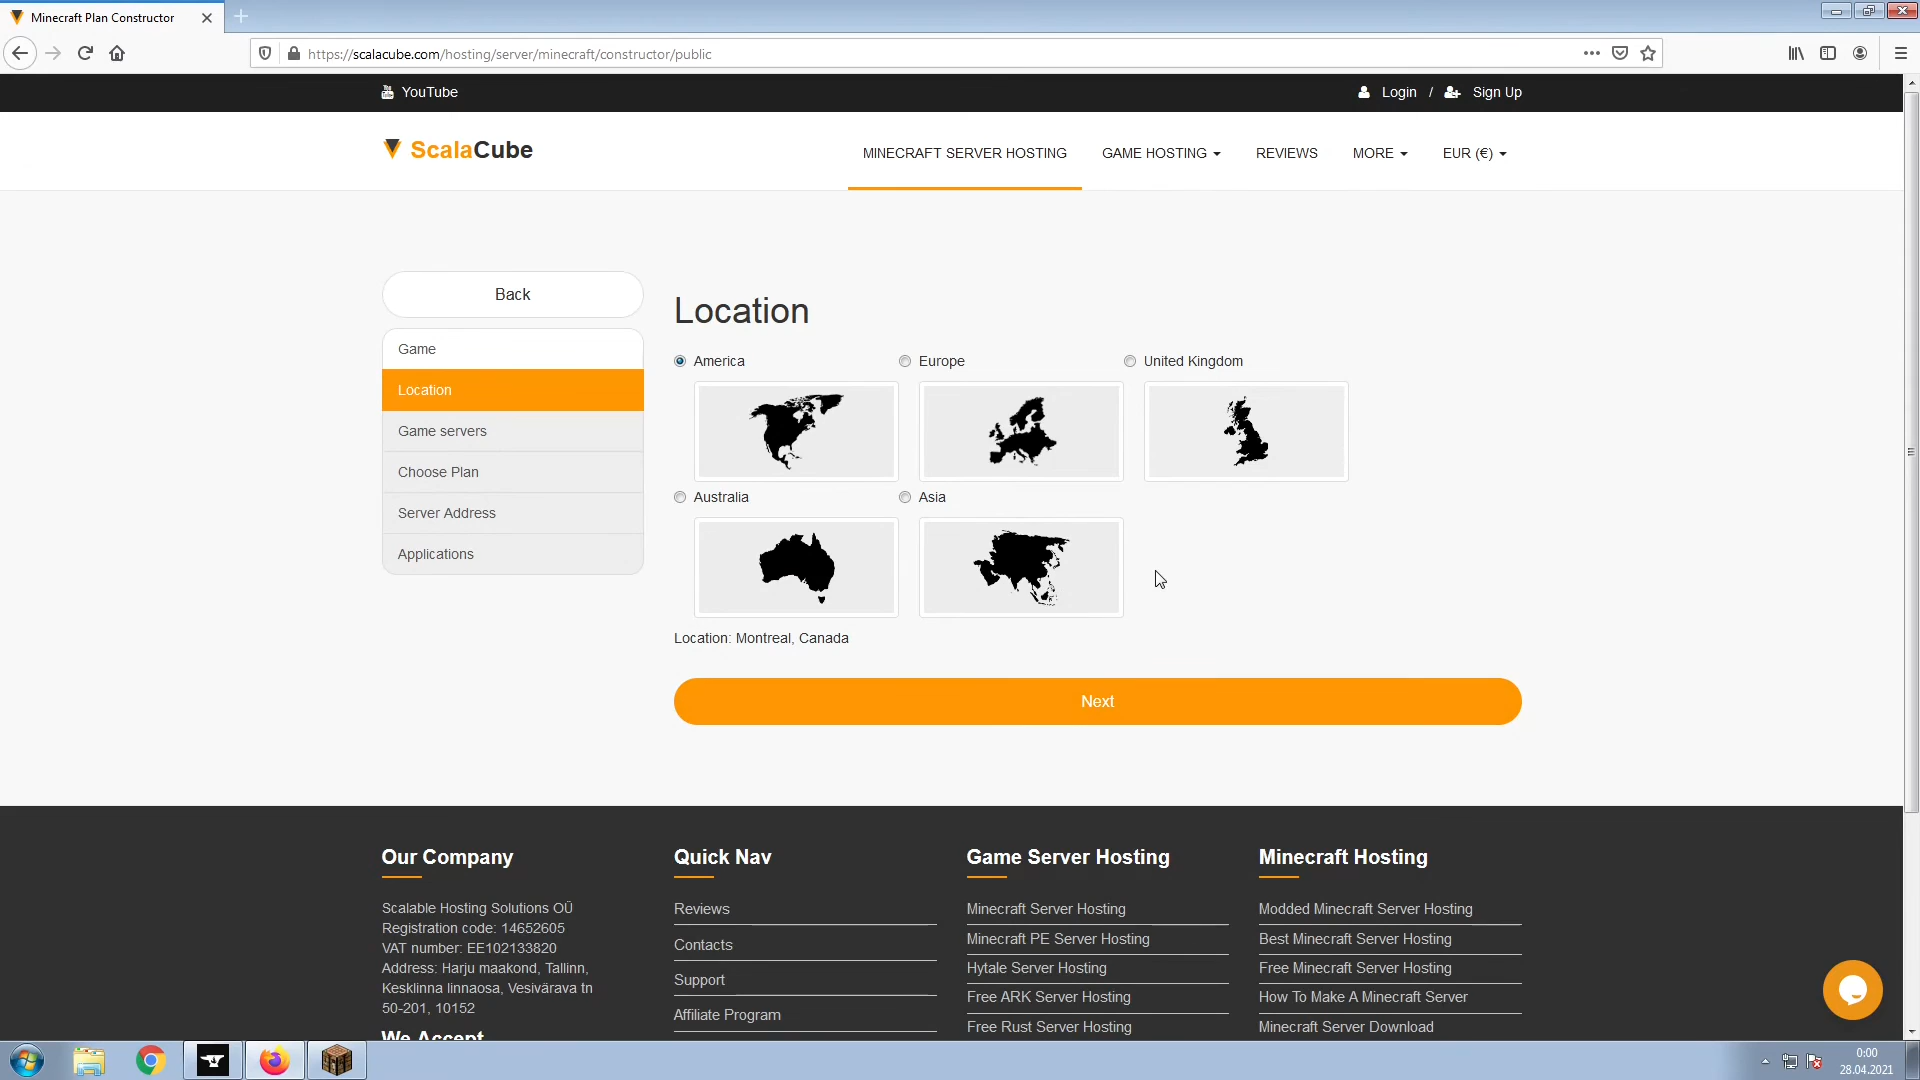 Minecraft Plan Constructor
https://scalacube.com/hosting/server/minecraft/constructor/public
YouTube
Login / Sign Up
ScalaCube
MINECRAFT SERVER HOSTING
GAME HOSTING
REVIEWS
MORE
EUR (€)
Back
Game
Location
Game servers
Choose Plan
Server Address
Applications
Location
America
Europe
United Kingdom
Australia
Asia
Location: Montreal, Canada
Next
Our Company
Scalable Hosting Solutions OÜ
Registration code: 14652605
VAT number: EE102133820
Address: Harju maakond, Tallinn,
Kesklinna linnaosa, Vesivärava tn
50-201, 10152
We Accept
Quick Nav
Reviews
Contacts
Support
Affiliate Program
Game Server Hosting
Minecraft Server Hosting
Minecraft PE Server Hosting
Hytale Server Hosting
Free ARK Server Hosting
Free Rust Server Hosting
Minecraft Hosting
Modded Minecraft Server Hosting
Best Minecraft Server Hosting
Free Minecraft Server Hosting
How To Make A Minecraft Server
Minecraft Server Download
0:00
28.04.2021